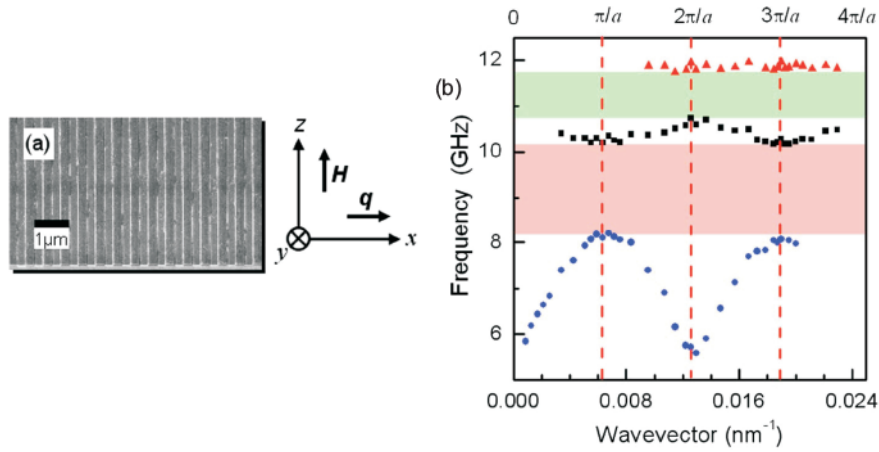 (a)
1μm
z
H
q
y
x
(b)
0 π/a 2π/a 3π/a 4π/a
12
10
8
6
Frequency (GHz)
0.000 0.008 0.016 0.024
Wavevector (nm⁻¹)